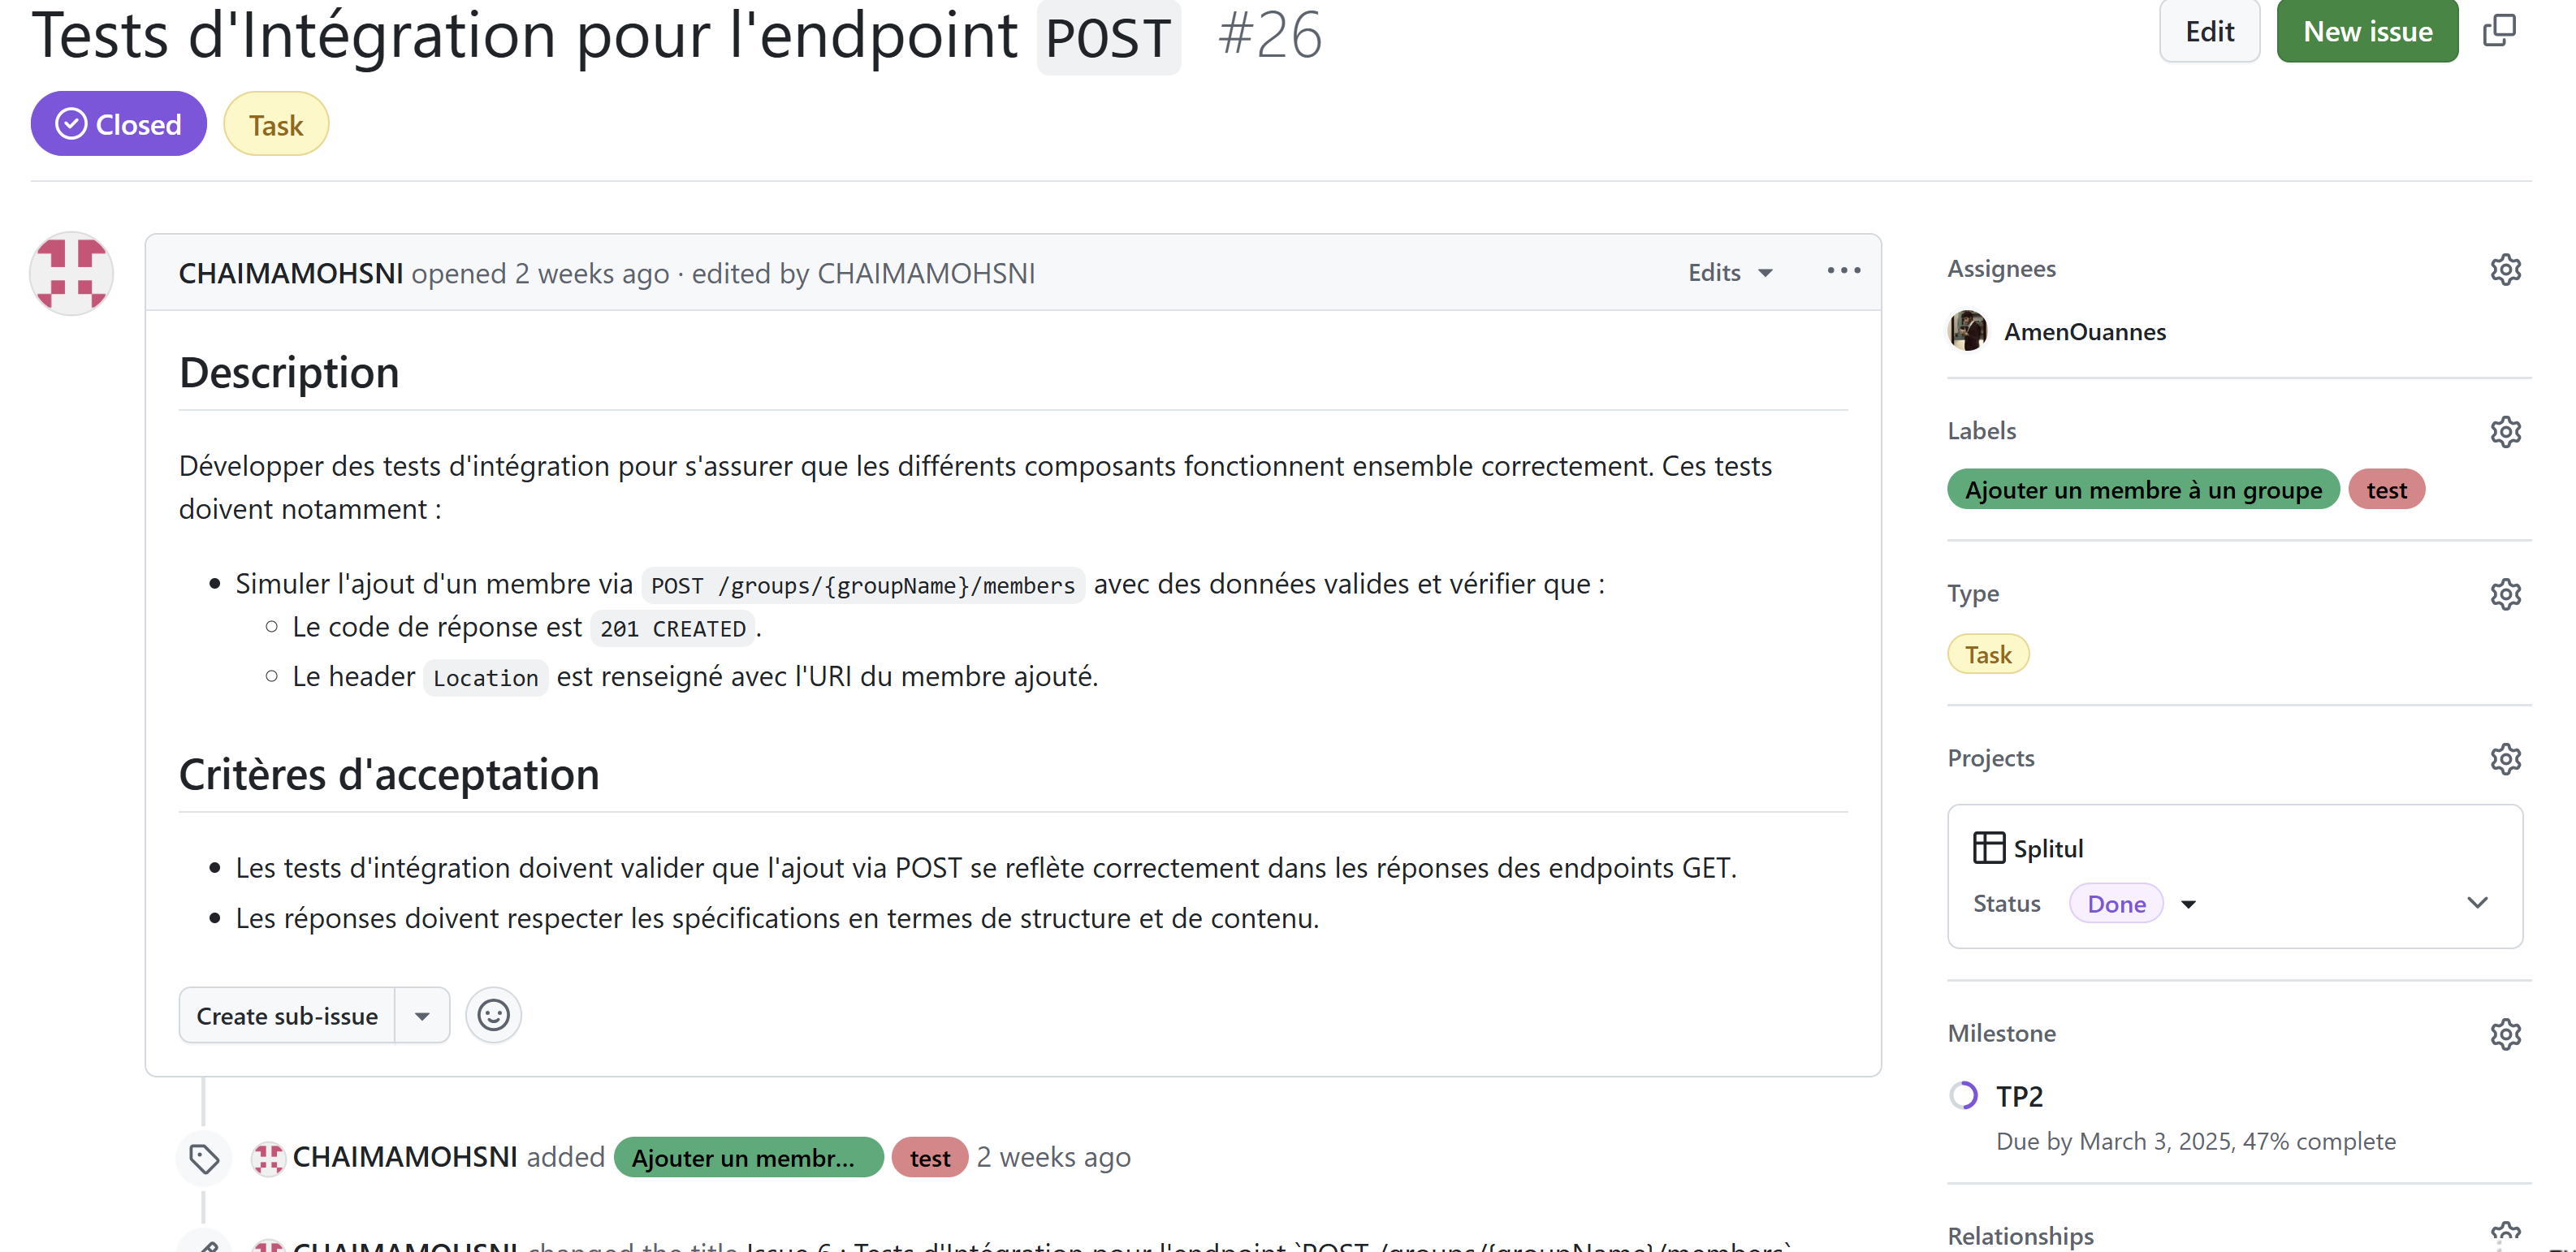 Tests d'Intégration pour l'endpoint POST #26
Edit
New issue
Closed
Task
CHAIMAMOHSNI opened 2 weeks ago · edited by CHAIMAMOHSNI
Edits
Description
Développer des tests d'intégration pour s'assurer que les différents composants fonctionnent ensemble correctement. Ces tests
doivent notamment :
Simuler l'ajout d'un membre via POST /groups/{groupName}/members avec des données valides et vérifier que :
Le code de réponse est 201 CREATED.
Le header Location est renseigné avec l'URI du membre ajouté.
Critères d'acceptation
Les tests d'intégration doivent valider que l'ajout via POST se reflète correctement dans les réponses des endpoints GET.
Les réponses doivent respecter les spécifications en termes de structure et de contenu.
Create sub-issue
CHAIMAMOHSNI added Ajouter un membr... test 2 weeks ago
CHAIMAMOHSNI changed the title Issue 6 : Tests d'Intégration pour l'endpoint `POST /groups/{groupName}/members`
Assignees
AmenOuannes
Labels
Ajouter un membre à un groupe test
Type
Task
Projects
Splitul
Status Done
Milestone
TP2
Due by March 3, 2025, 47% complete
Relationships